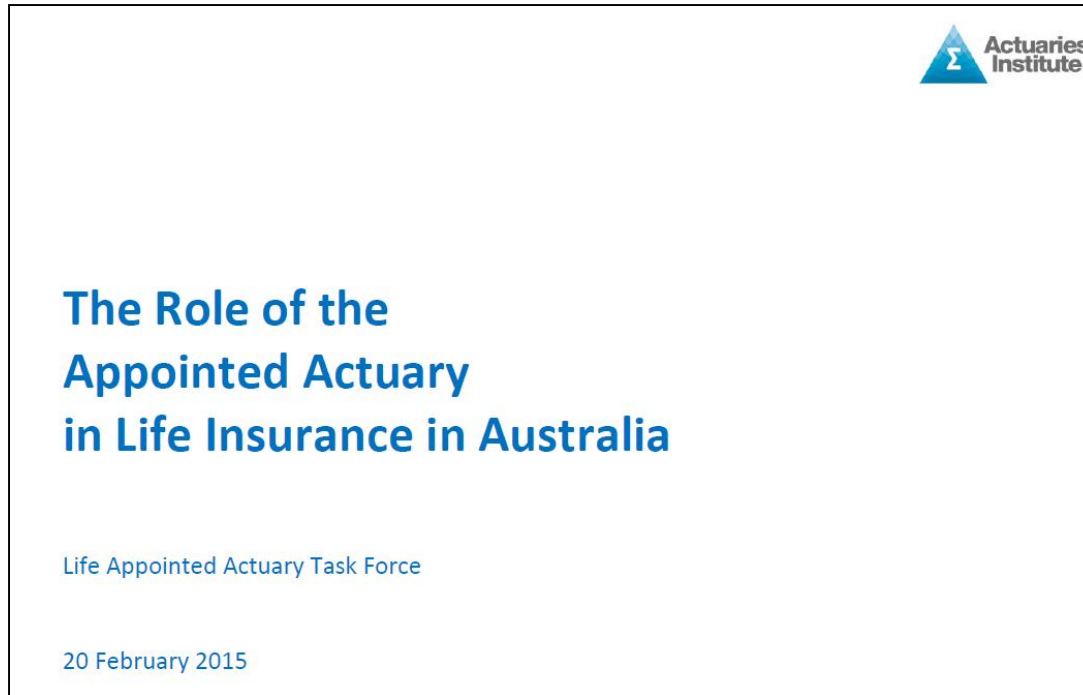 Σ
Actuaries
Institute
The Role of the
Appointed Actuary
in Life Insurance in Australia
Life Appointed Actuary Task Force
20 February 2015